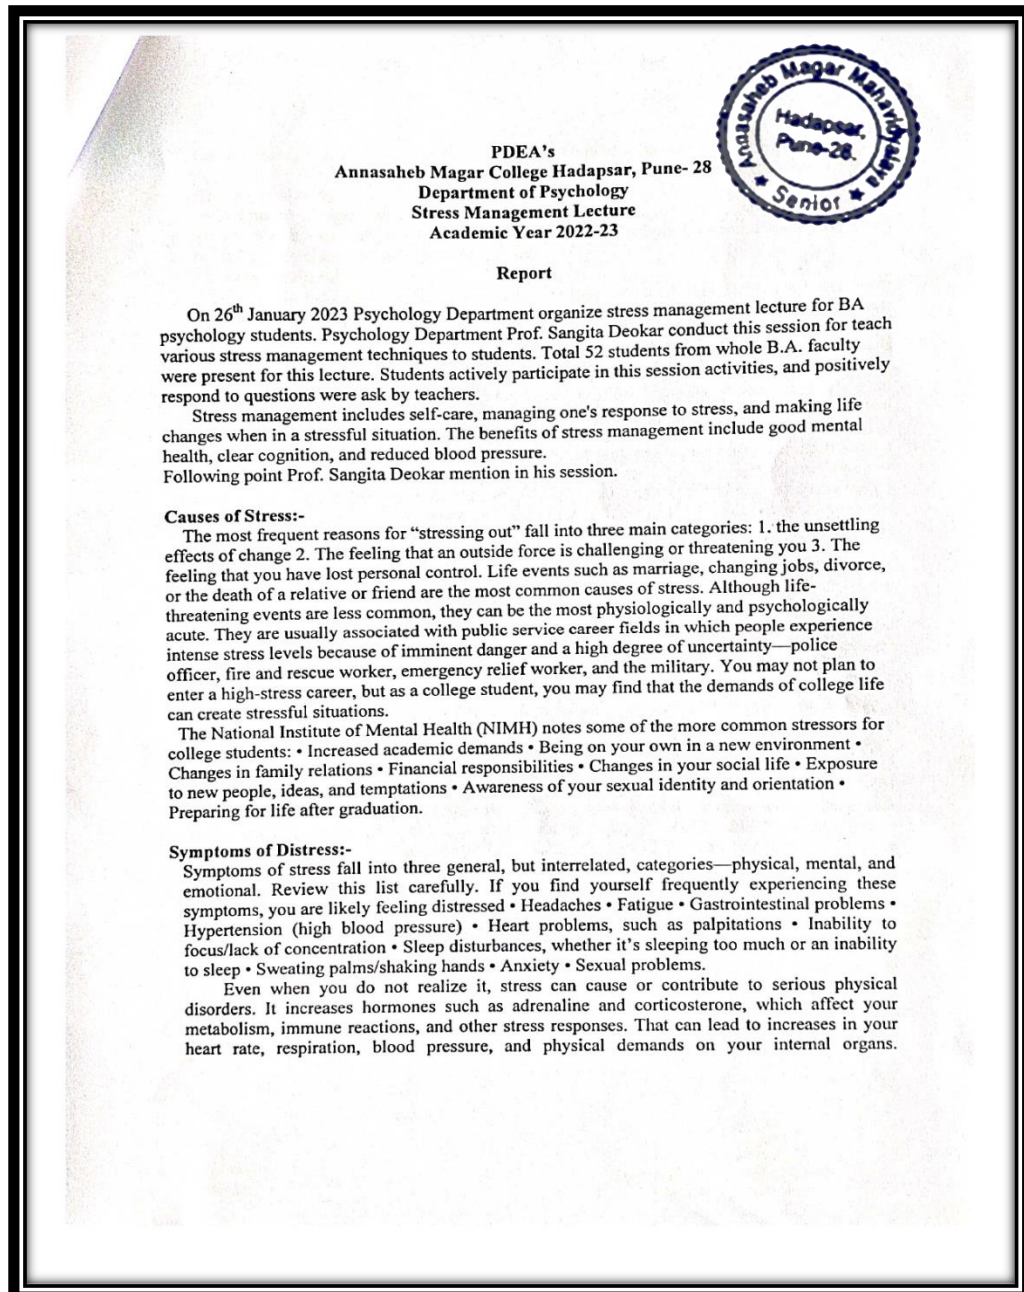 Annasaheb Magar Mahavidyalaya
Hadapsar,
Pune-28.
★ Senior ★
PDEA's
Annasaheb Magar College Hadapsar, Pune- 28
Department of Psychology
Stress Management Lecture
Academic Year 2022-23
Report
On 26th January 2023 Psychology Department organize stress management lecture for BA
psychology students. Psychology Department Prof. Sangita Deokar conduct this session for teach
various stress management techniques to students. Total 52 students from whole B.A. faculty
were present for this lecture. Students actively participate in this session activities, and positively
respond to questions were ask by teachers.
Stress management includes self-care, managing one's response to stress, and making life
changes when in a stressful situation. The benefits of stress management include good mental
health, clear cognition, and reduced blood pressure.
Following point Prof. Sangita Deokar mention in his session.
Causes of Stress:-
The most frequent reasons for “stressing out” fall into three main categories: 1. the unsettling
effects of change 2. The feeling that an outside force is challenging or threatening you 3. The
feeling that you have lost personal control. Life events such as marriage, changing jobs, divorce,
or the death of a relative or friend are the most common causes of stress. Although life-
threatening events are less common, they can be the most physiologically and psychologically
acute. They are usually associated with public service career fields in which people experience
intense stress levels because of imminent danger and a high degree of uncertainty—police
officer, fire and rescue worker, emergency relief worker, and the military. You may not plan to
enter a high-stress career, but as a college student, you may find that the demands of college life
can create stressful situations.
The National Institute of Mental Health (NIMH) notes some of the more common stressors for
college students: • Increased academic demands • Being on your own in a new environment •
Changes in family relations • Financial responsibilities • Changes in your social life • Exposure
to new people, ideas, and temptations • Awareness of your sexual identity and orientation •
Preparing for life after graduation.
Symptoms of Distress:-
Symptoms of stress fall into three general, but interrelated, categories—physical, mental, and
emotional. Review this list carefully. If you find yourself frequently experiencing these
symptoms, you are likely feeling distressed • Headaches • Fatigue • Gastrointestinal problems •
Hypertension (high blood pressure) • Heart problems, such as palpitations • Inability to
focus/lack of concentration • Sleep disturbances, whether it’s sleeping too much or an inability
to sleep • Sweating palms/shaking hands • Anxiety • Sexual problems.
Even when you do not realize it, stress can cause or contribute to serious physical
disorders. It increases hormones such as adrenaline and corticosterone, which affect your
metabolism, immune reactions, and other stress responses. That can lead to increases in your
heart rate, respiration, blood pressure, and physical demands on your internal organs.